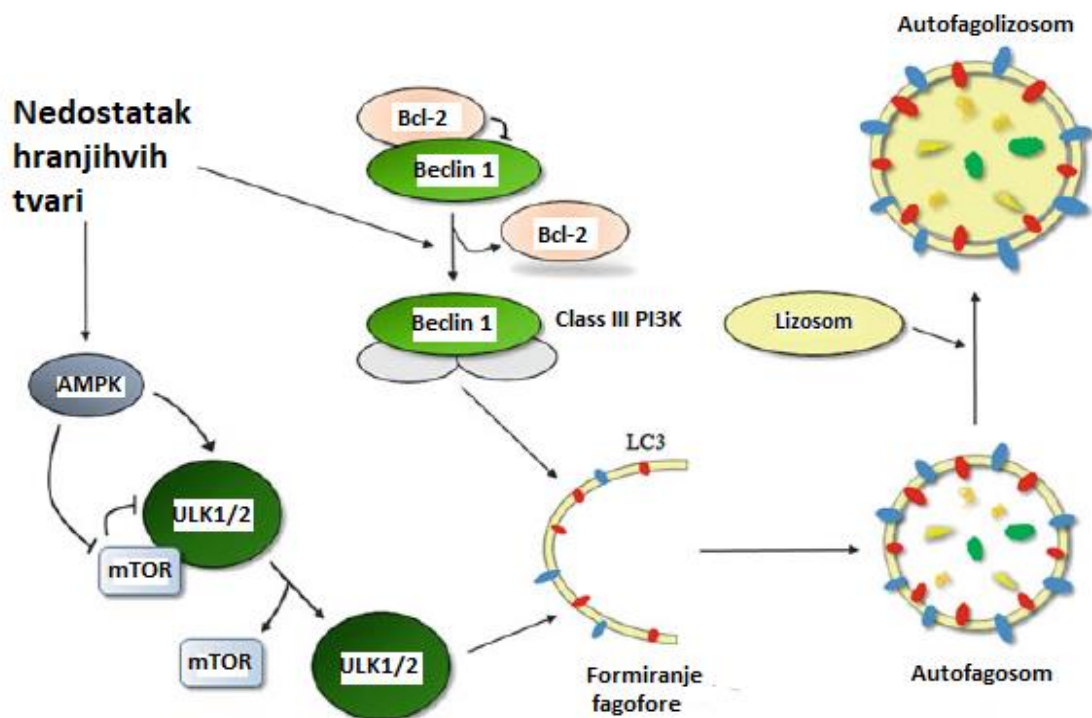 Autofagolizosom
Nedostatak
hranjihvih
tvari
Bcl-2
Beclin 1
Bcl-2
Beclin 1
Class III PI3K
Lizosom
AMPK
LC3
ULK1/2
mTOR
mTOR
ULK1/2
Formiranje
fagofore
Autofagosom